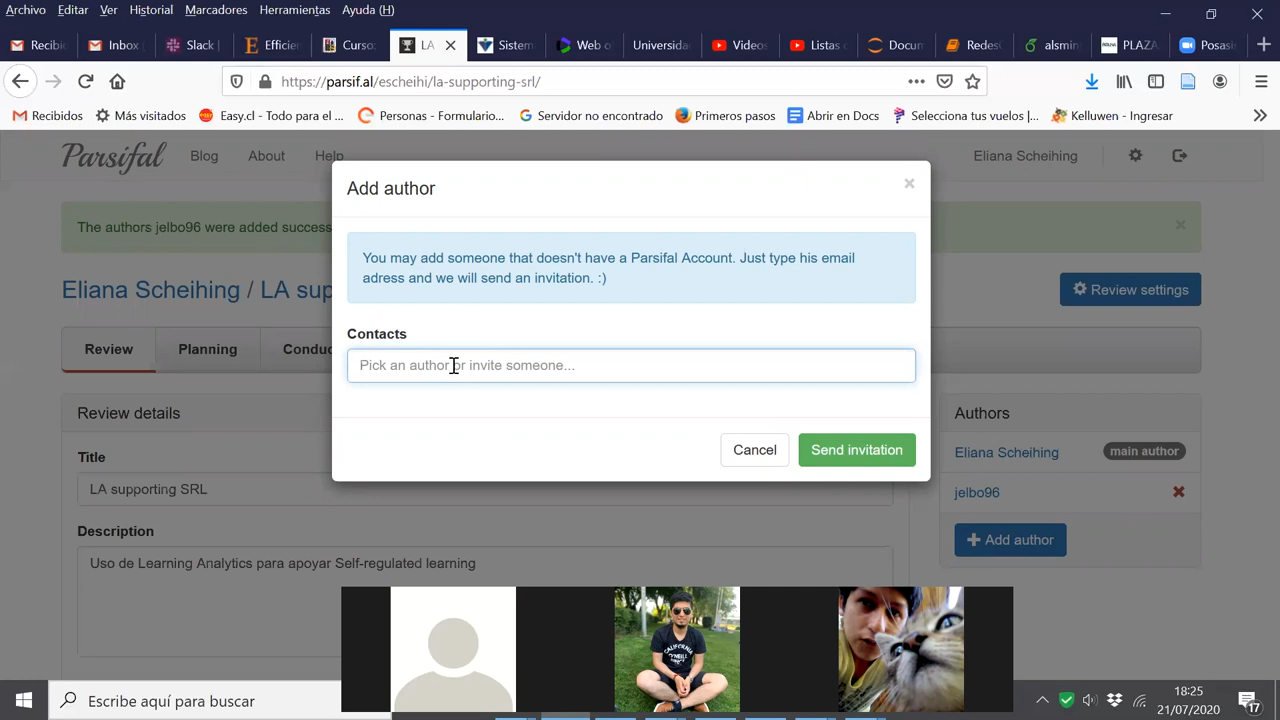 Archivo Editar Ver Historial Marcadores Herramientas Ayuda (H)
Recibi Inbox Slack Efficien Curso: LA Sistem Web o Universida Videos Listas Docun RedesC alsmin PLAZA Posasis
https://parsif.al/escheihi/la-supporting-srl/
Recibidos Más visitados Easy.cl - Todo para el ... Personas - Formulario... Servidor no encontrado Primeros pasos Abrir en Docs Selecciona tus vuelos |... Kelluwen - Ingresar
Parsifal Blog About Help Eliana Scheihing
Add author
The authors jelbo96 were added success
You may add someone that doesn't have a Parsifal Account. Just type his email
adress and we will send an invitation. :)
Eliana Scheihing / LA sup Review settings
Contacts
Review Planning Conduc
Pick an author or invite someone...
Review details Authors
Cancel Send invitation
Eliana Scheihing main author
Title
LA supporting SRL jelbo96
Description Add author
Uso de Learning Analytics para apoyar Self-regulated learning
CALIFORNIA
O'NEILL
Escribe aquí para buscar
18:25
21/07/2020
17